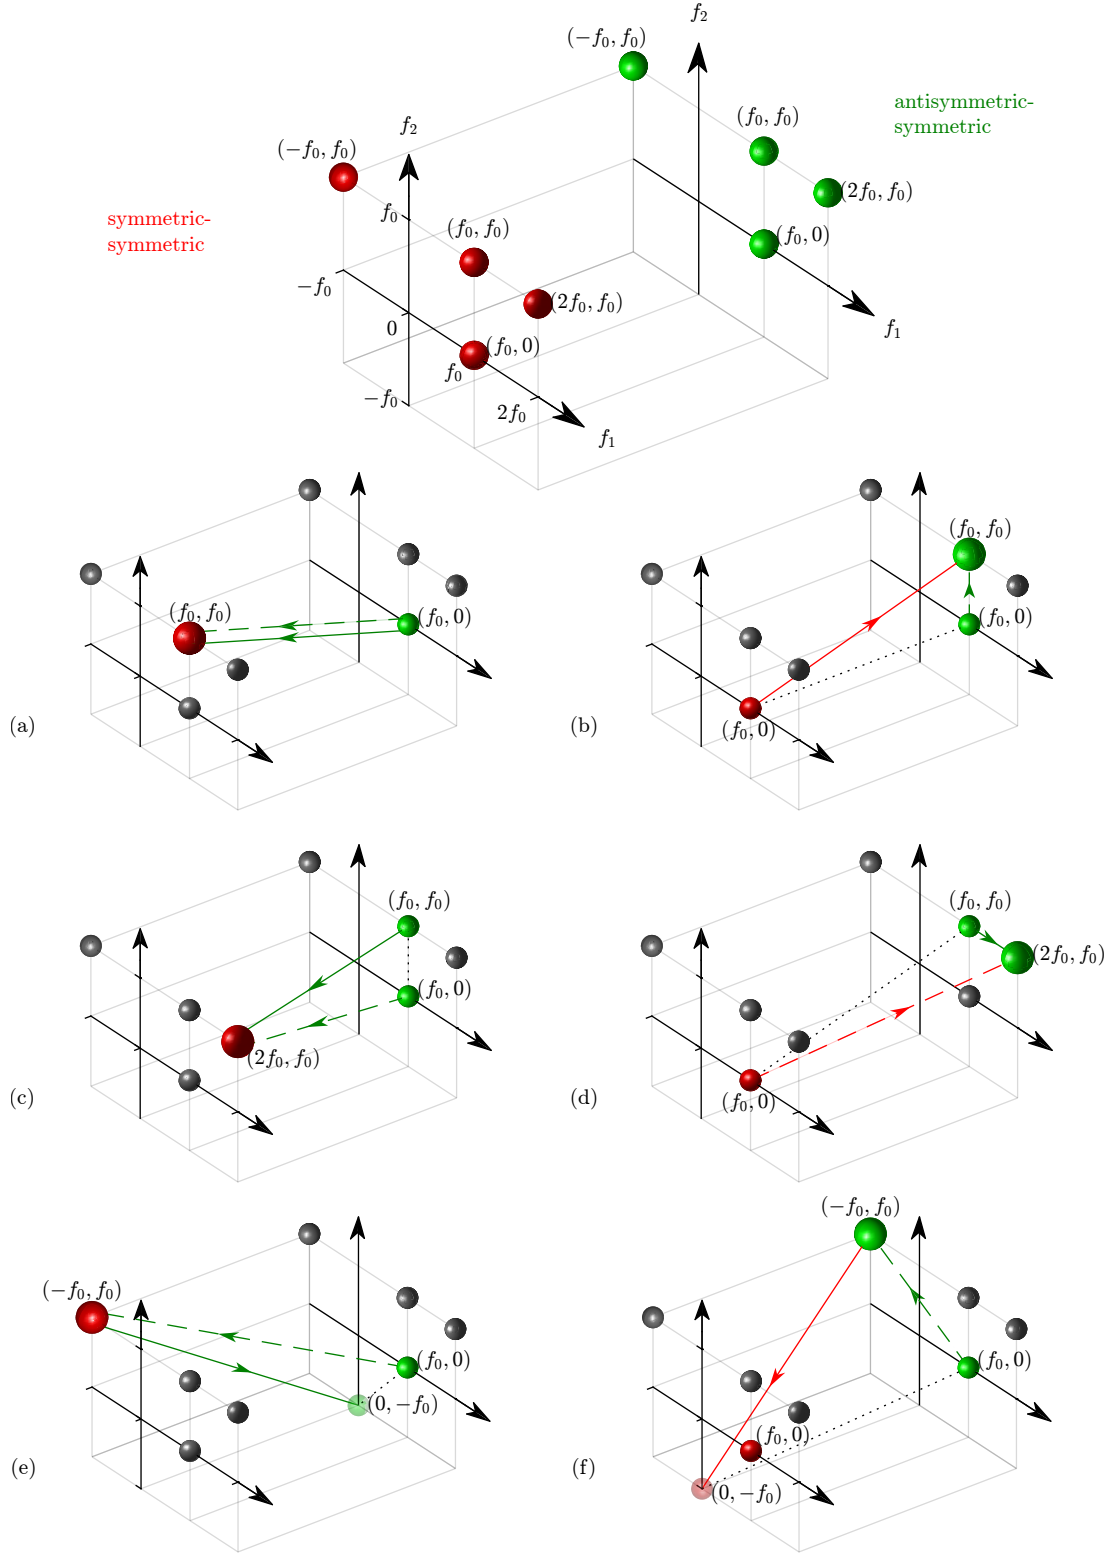 f₂
(−f₀, f₀)
antisymmetric-
symmetric
(f₀, f₀)
f₂
(−f₀, f₀)
(2f₀, f₀)
symmetric-
symmetric
f₀
(f₀, f₀)
(f₀, 0)
−f₀
(2f₀, f₀)
0
f₁
(f₀, 0)
f₀
−f₀
2f₀
f₁
(f₀, f₀)
(f₀, 0)
(a)
(f₀, f₀)
(f₀, 0)
(f₀, 0)
(b)
(f₀, f₀)
(f₀, 0)
(2f₀, f₀)
(c)
(f₀, f₀)
(2f₀, f₀)
(f₀, 0)
(d)
(−f₀, f₀)
(f₀, 0)
(0, −f₀)
(e)
(−f₀, f₀)
(f₀, 0)
(f₀, 0)
(0, −f₀)
(f)